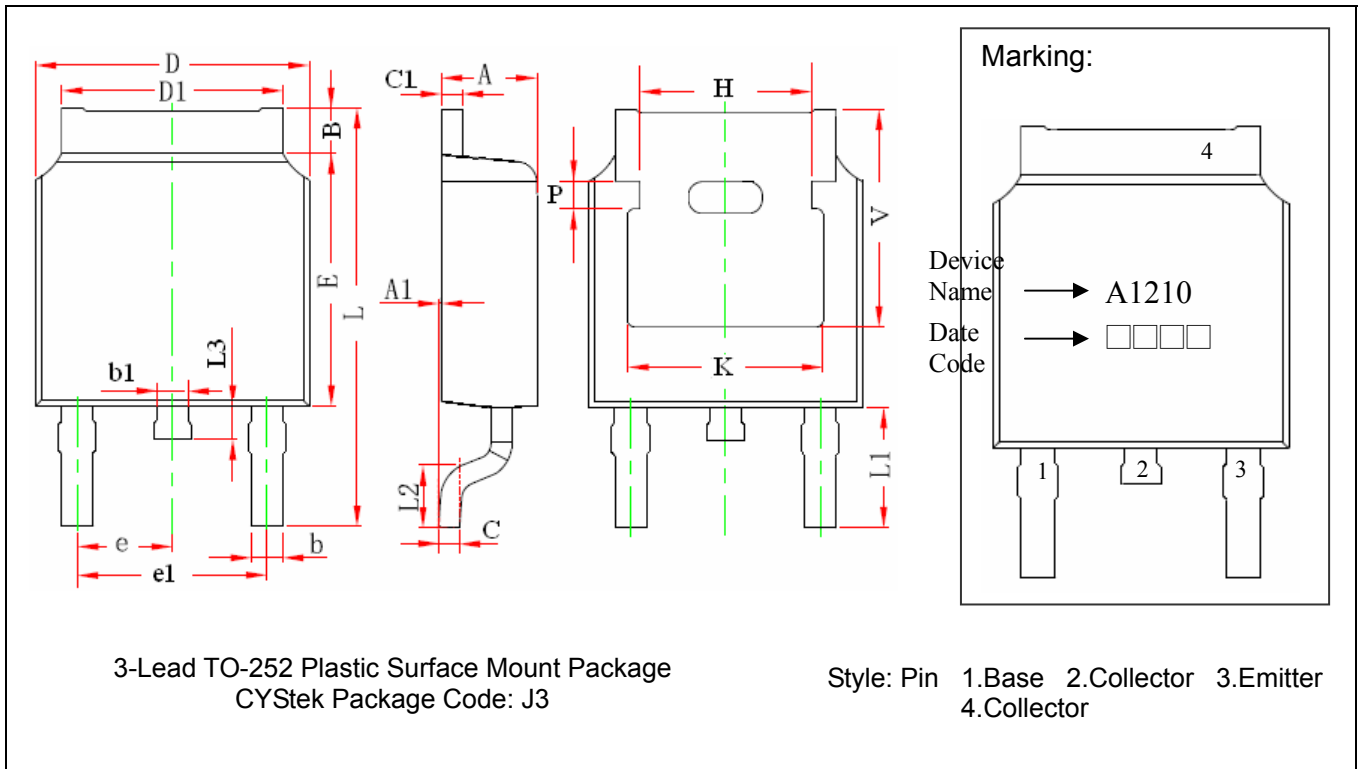 D
D1
B
E
L
L3
b1
e
e1
b
C1
A
A1
L2
C
H
P
V
K
L1
Marking:
4
Device
Name
A1210
Date
Code
□□□□
1
2
3
3-Lead TO-252 Plastic Surface Mount Package
CYStek Package Code: J3
Style: Pin 1.Base 2.Collector 3.Emitter
4.Collector